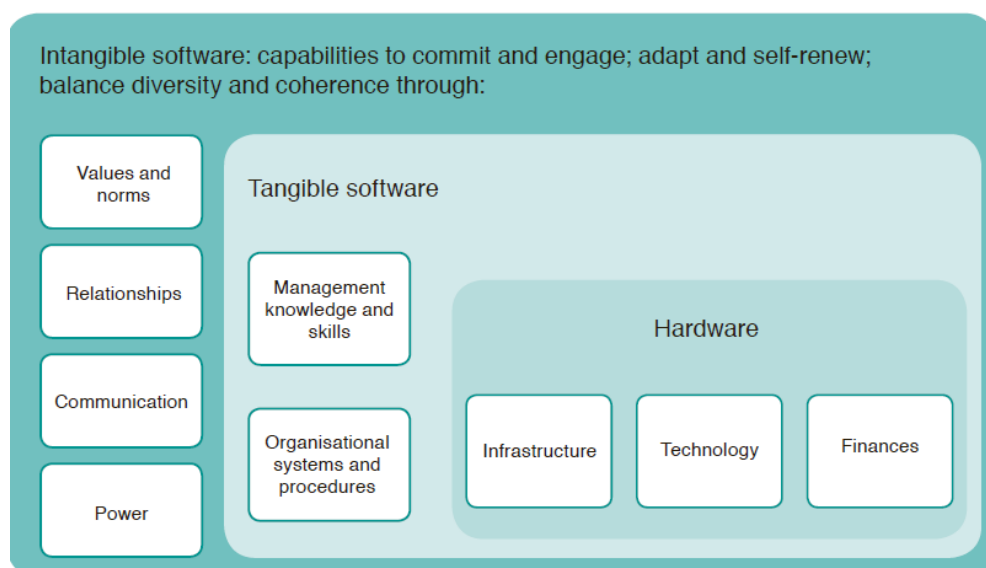 Intangible software: capabilities to commit and engage; adapt and self-renew;
balance diversity and coherence through:
Values and
norms
Relationships
Communication
Power
Tangible software
Management
knowledge and
skills
Organisational
systems and
procedures
Hardware
Infrastructure
Technology
Finances